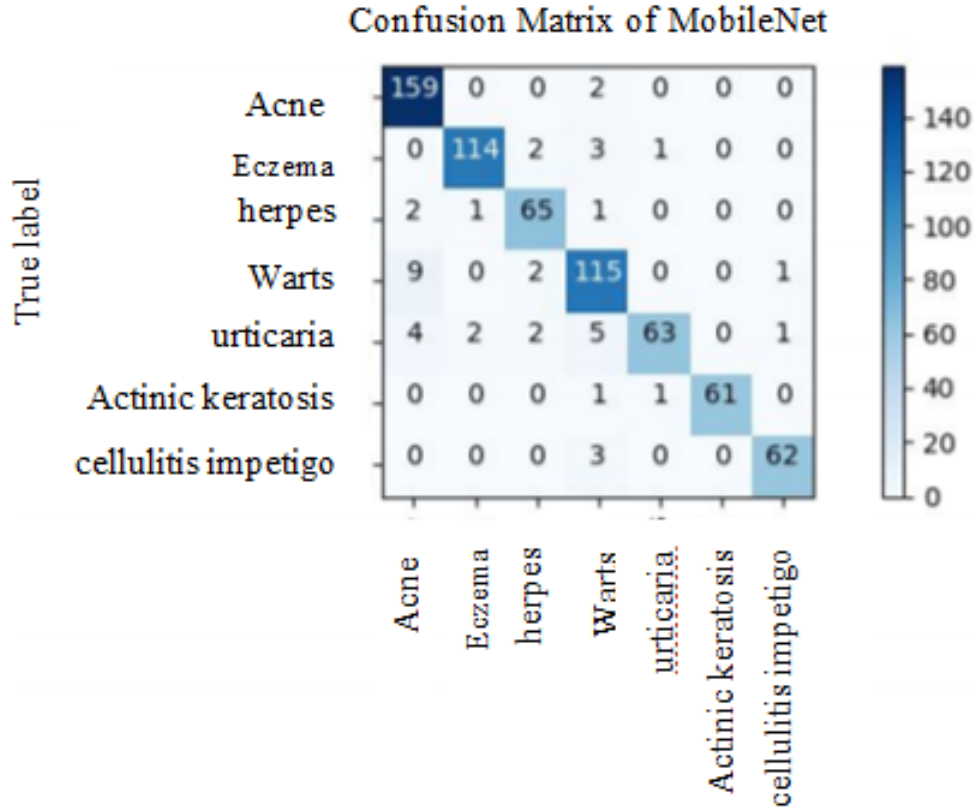 Confusion Matrix of MobileNet
True label
Acne 159 0 0 2 0 0 0
Eczema 0 114 2 3 1 0 0
herpes 2 1 65 1 0 0 0
Warts 9 0 2 115 0 0 1
urticaria 4 2 2 5 63 0 1
Actinic keratosis 0 0 0 1 1 61 0
cellulitis impetigo 0 0 0 3 0 0 62
140
120
100
80
60
40
20
0
Acne
Eczema
herpes
Warts
urticaria
Actinic keratosis
cellulitis impetigo